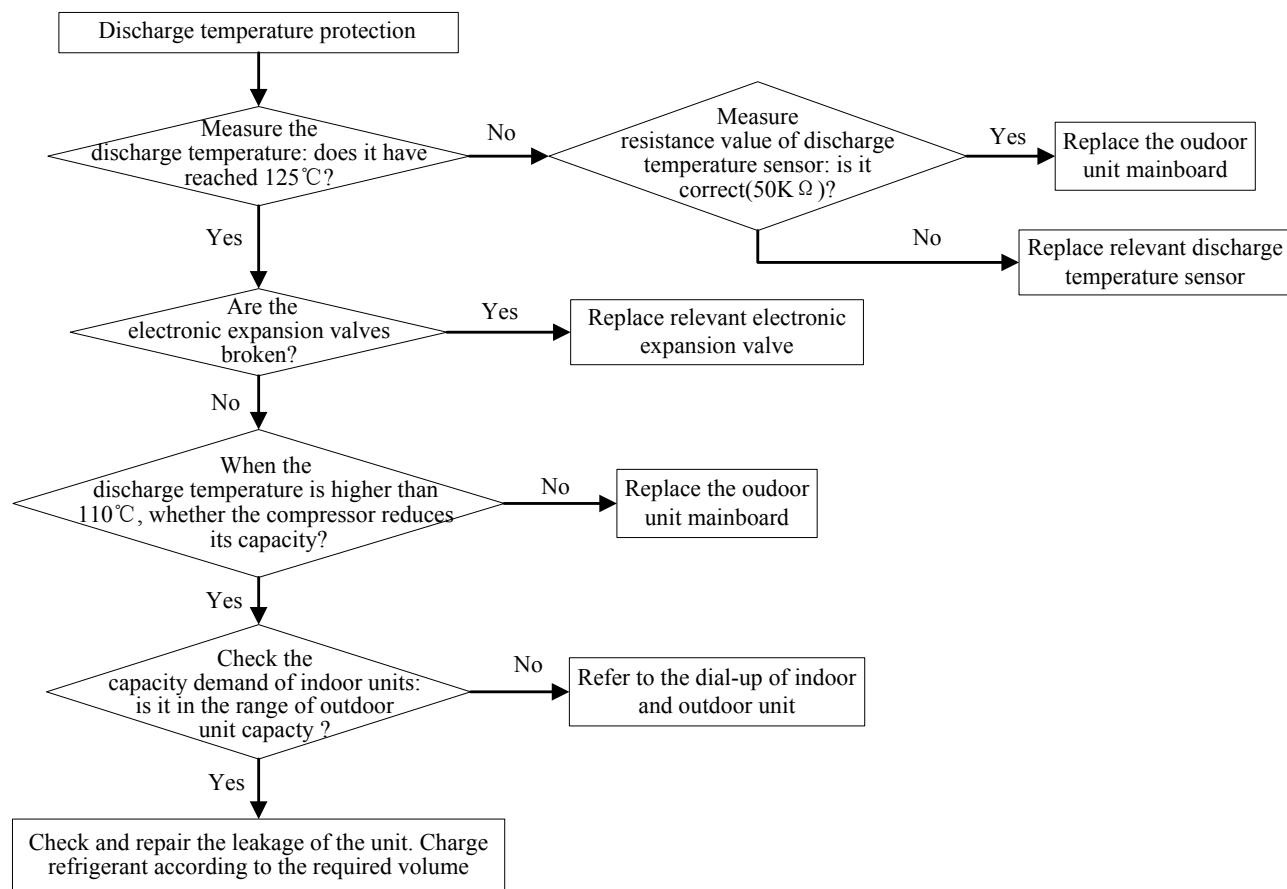 Discharge temperature protection
Measure the
discharge temperature: does it have
reached 125℃?
No
Measure
resistance value of discharge
temperature sensor: is it
correct(50KΩ)?
Yes
Replace the oudoor
unit mainboard
No
Replace relevant discharge
temperature sensor
Yes
Are the
electronic expansion valves
broken?
Yes
Replace relevant electronic
expansion valve
No
When the
discharge temperature is higher than
110℃, whether the compressor reduces
its capacity?
No
Replace the oudoor
unit mainboard
Yes
Check the
capacity demand of indoor units:
is it in the range of outdoor
unit capacty ?
No
Refer to the dial-up of indoor
and outdoor unit
Yes
Check and repair the leakage of the unit. Charge
refrigerant according to the required volume